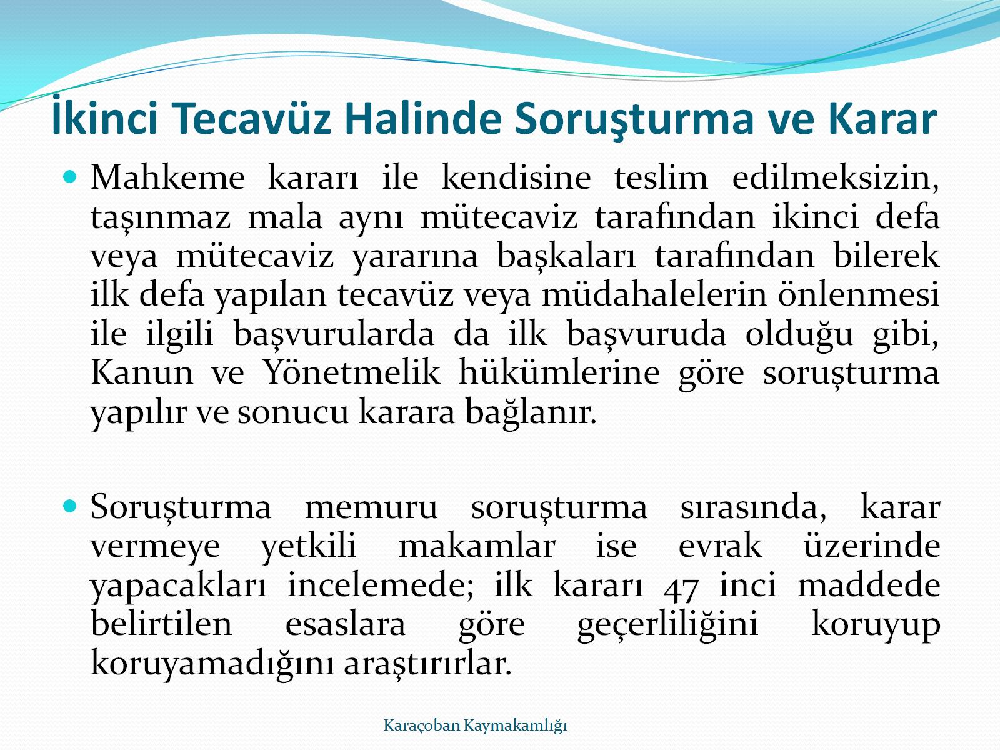 İkinci Tecavüz Halinde Soruşturma ve Karar
• Mahkeme kararı ile kendisine teslim edilmeksizin,
taşınmaz mala aynı mütecaviz tarafından ikinci defa
veya mütecaviz yararına başkaları tarafından bilerek
ilk defa yapılan tecavüz veya müdahalelerin önlenmesi
ile ilgili başvurularda da ilk başvuruda olduğu gibi,
Kanun ve Yönetmelik hükümlerine göre soruşturma
yapılır ve sonucu karara bağlanır.
• Soruşturma memuru soruşturma sırasında, karar
vermeye yetkili makamlar ise evrak üzerinde
yapacakları incelemede; ilk kararı 47 inci maddede
belirtilen esaslara göre geçerliliğini koruyup
koruyamadığını araştırırlar.
Karaçoban Kaymakamlığı